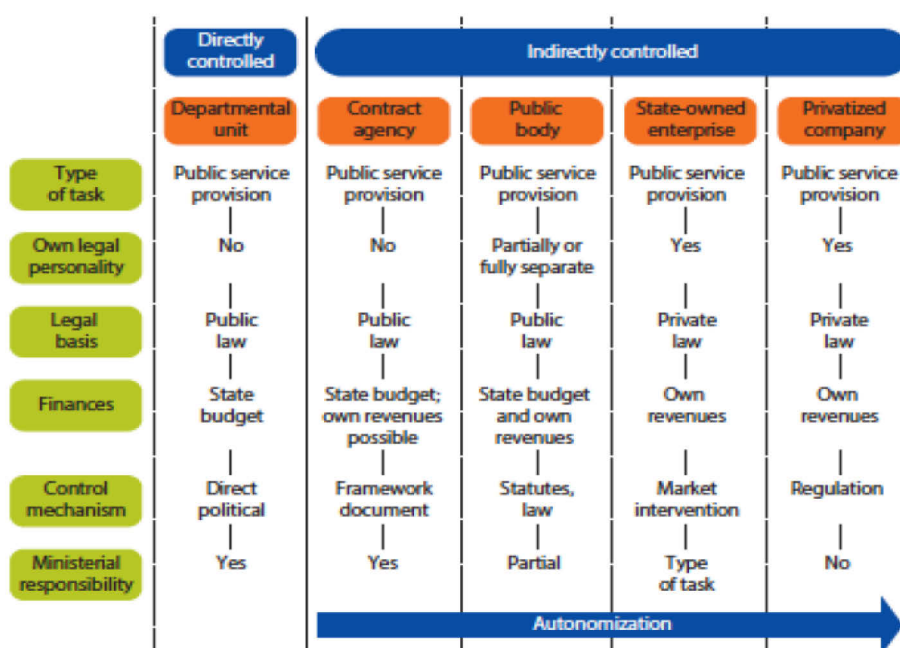 Directly
controlled
Indirectly controlled
Departmental
unit
Contract
agency
Public
body
State-owned
enterprise
Privatized
company
Type
of task
Public service
provision
Public service
provision
Public service
provision
Public service
provision
Public service
provision
Own legal
personality
No
No
Partially or
fully separate
Yes
Yes
Legal
basis
Public
law
Public
law
Public
law
Private
law
Private
law
Finances
State
budget
State budget;
own revenues
possible
State budget
and own
revenues
Own
revenues
Own
revenues
Control
mechanism
Direct
political
Framework
document
Statutes,
law
Market
intervention
Regulation
Ministerial
responsibility
Yes
Yes
Partial
Type
of task
No
Autonomization